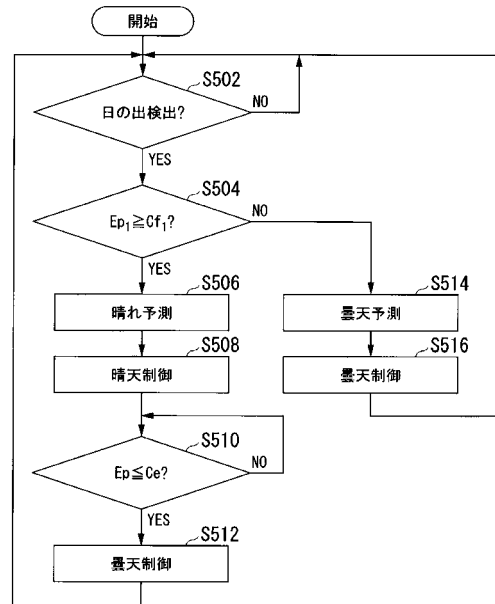 開始
S502
日の出検出?
NO
YES
S504
Ep₁≧Cf₁?
NO
YES
S506
晴れ予測
S514
曇天予測
S508
晴天制御
S516
曇天制御
S510
Ep≦Ce?
NO
YES
S512
曇天制御